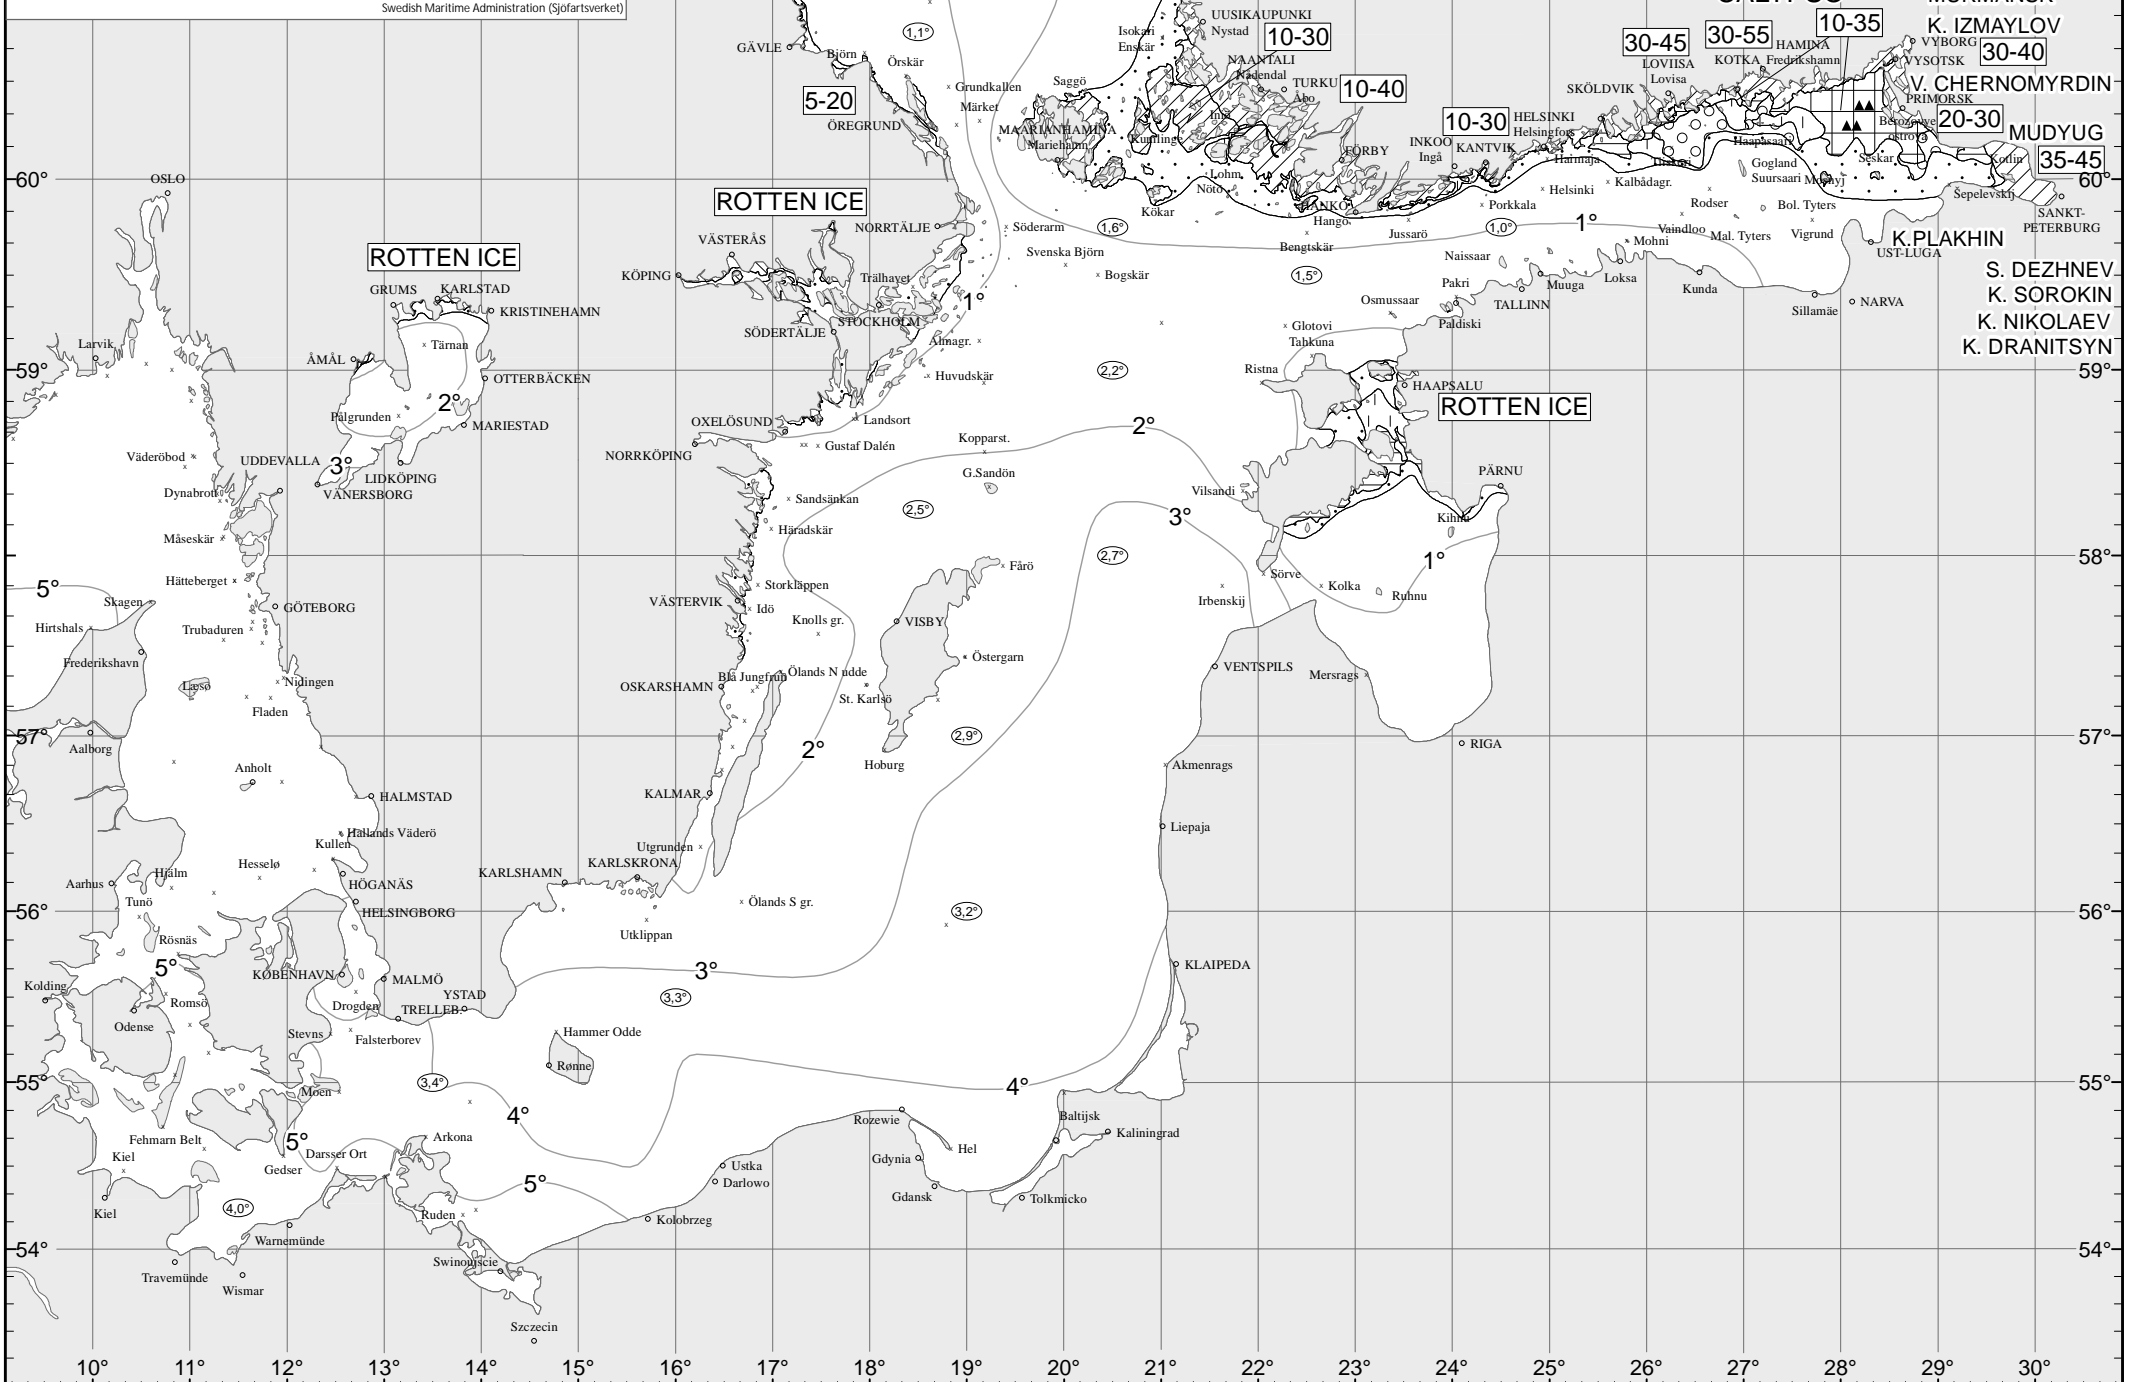 Swedish Maritime Administration (Sjöfartsverket)
K. IZMAYLOV
30-40
VYBORG
VYSOTSK
V. CHERNOMYRDIN
PRIMORSK
20-30
MUDYUG
35-45
10-35
30-55
30-45
HAMINA
Fredrikshamn
KOTKA
LOVIISA
Lovisa
SKÖLDVIK
UUSIKAUPUNKI
Nystad
10-30
Isokari
Enskär
NAANTALI
Nådendal
TURKU
Åbo
10-40
GÄVLE
Björn
Örskär
1,1°
Grundkallen
Märket
Saggö
5-20
ÖREGRUND
MAARIANHAMINA
Mariehamn
Kumlinge
FÖRBY
10-30
INKOO
Ingå
KANTVIK
HELSINKI
Helsingfors
Harmaja
Haapasaari
Gogland
Suursaari
Seskar
Kotlin
Šepelevskij
SANKT-
PETERBURG
60°
60°
OSLO
ROTTEN ICE
ROTTEN ICE
VÄSTERÅS
KÖPING
NORRTÄLJE
Söderarm
Lohm
Nötö
Kökar
HANKO
Hango
Helsinki
Kalbådagr.
Porkkala
Rodser
Bol. Tyters
1,6°
1,0°
1°
Svenska Björn
Bogskär
Bengtskär
Jussarö
Vaindloo
Mal. Tyters
Vigrund
K.PLAKHIN
UST-LUGA
Naissaar
Mohni
1,5°
S. DEZHNEV
K. SOROKIN
K. NIKOLAEV
K. DRANITSYN
Pakri
Muuga
Loksa
Kunda
Sillamäe
NARVA
TALLINN
Osmussaar
Paldiski
GRUMS
KARLSTAD
KRISTINEHAMN
Trälhavet
1°
SÖDERTÄLJE
STOCKHOLM
Almagr.
Glotovi
Tahkuna
Larvik
ÅMÅL
Tärnan
59°
59°
OTTERBÄCKEN
Huvudskär
2,2°
Ristna
HAAPSALU
ROTTEN ICE
2°
Pålgrunden
MARIESTAD
OXELÖSUND
Landsort
Gustaf Dalén
Kopparst.
2°
NORRKÖPING
Väderöbod
UDDEVALLA
3°
LIDKÖPING
VÄNERSBORG
Dynabrott
G.Sandön
Vilsandi
PÄRNU
Sandsänkan
2,5°
3°
Kihnu
Häradskär
Måseskär
58°
2,7°
1°
Fårö
5°
Hätteberget
Storkläppen
Sörve
Kolka
Irbenskij
Ruhnu
Skagen
GÖTEBORG
VÄSTERVIK
Idö
Hirtshals
Trubaduren
Knolls gr.
VISBY
Frederikshavn
Östergarn
VENTSPILS
Mersrags
Læsø
Nidingen
Fladen
OSKARSHAMN
Blå Jungfrun
Ölands N udde
St. Karlsö
57°
57°
2,9°
Aalborg
2°
Hoburg
RIGA
Akmenrags
Anholt
HALMSTAD
KALMAR
Liepaja
Hallands Väderö
Kullen
Utgrunden
Hesselø
KARLSKRONA
KARLSHAMN
Aarhus
Hjälm
HÖGANÄS
Tunö
HELSINGBORG
Ölands S gr.
56°
56°
3,2°
Utklippan
Rösnäs
5°
KØBENHAVN
MALMÖ
3°
KLAIPEDA
Kolding
Romsö
Drogden
YSTAD
TRELLEB.
3,3°
Odense
Stevns
Falsterborev
Hammer Odde
Rønne
55°
55°
3,4°
4°
Moen
4°
Rozewie
Baltijsk
Kaliningrad
Fehmarn Belt
5°
Darsser Ort
Arkona
Kiel
Gedser
Hel
Gdynia
Ustka
Darlowo
5°
Gdansk
Tolkmicko
Kiel
4,0°
Ruden
Kolobrzeg
Warnemünde
54°
54°
Swinoujscie
Travemünde
Wismar
Szczecin
10° 11° 12° 13° 14° 15° 16° 17° 18° 19° 20° 21° 22° 23° 24° 25° 26° 27° 28° 29° 30°
58°